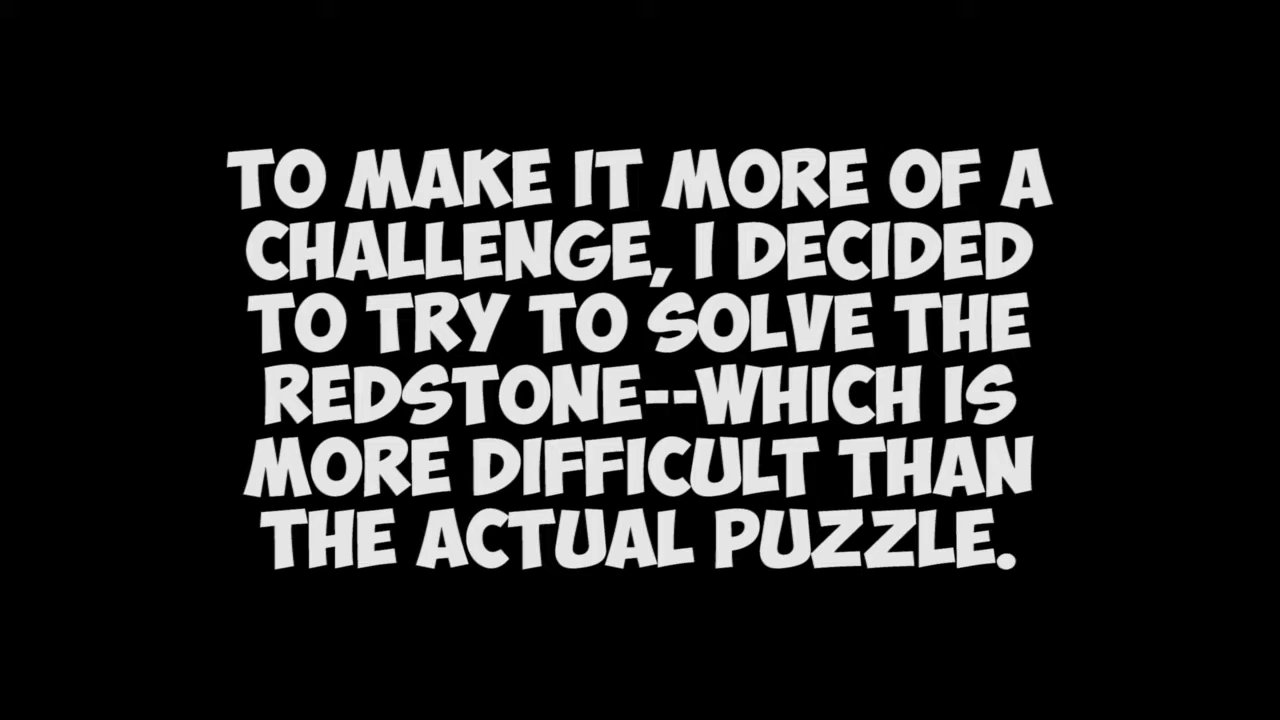 TO MAKE IT MORE OF A
CHALLENGE, I DECIDED
TO TRY TO SOLVE THE
REDSTONE--WHICH IS
MORE DIFFICULT THAN
THE ACTUAL PUZZLE.